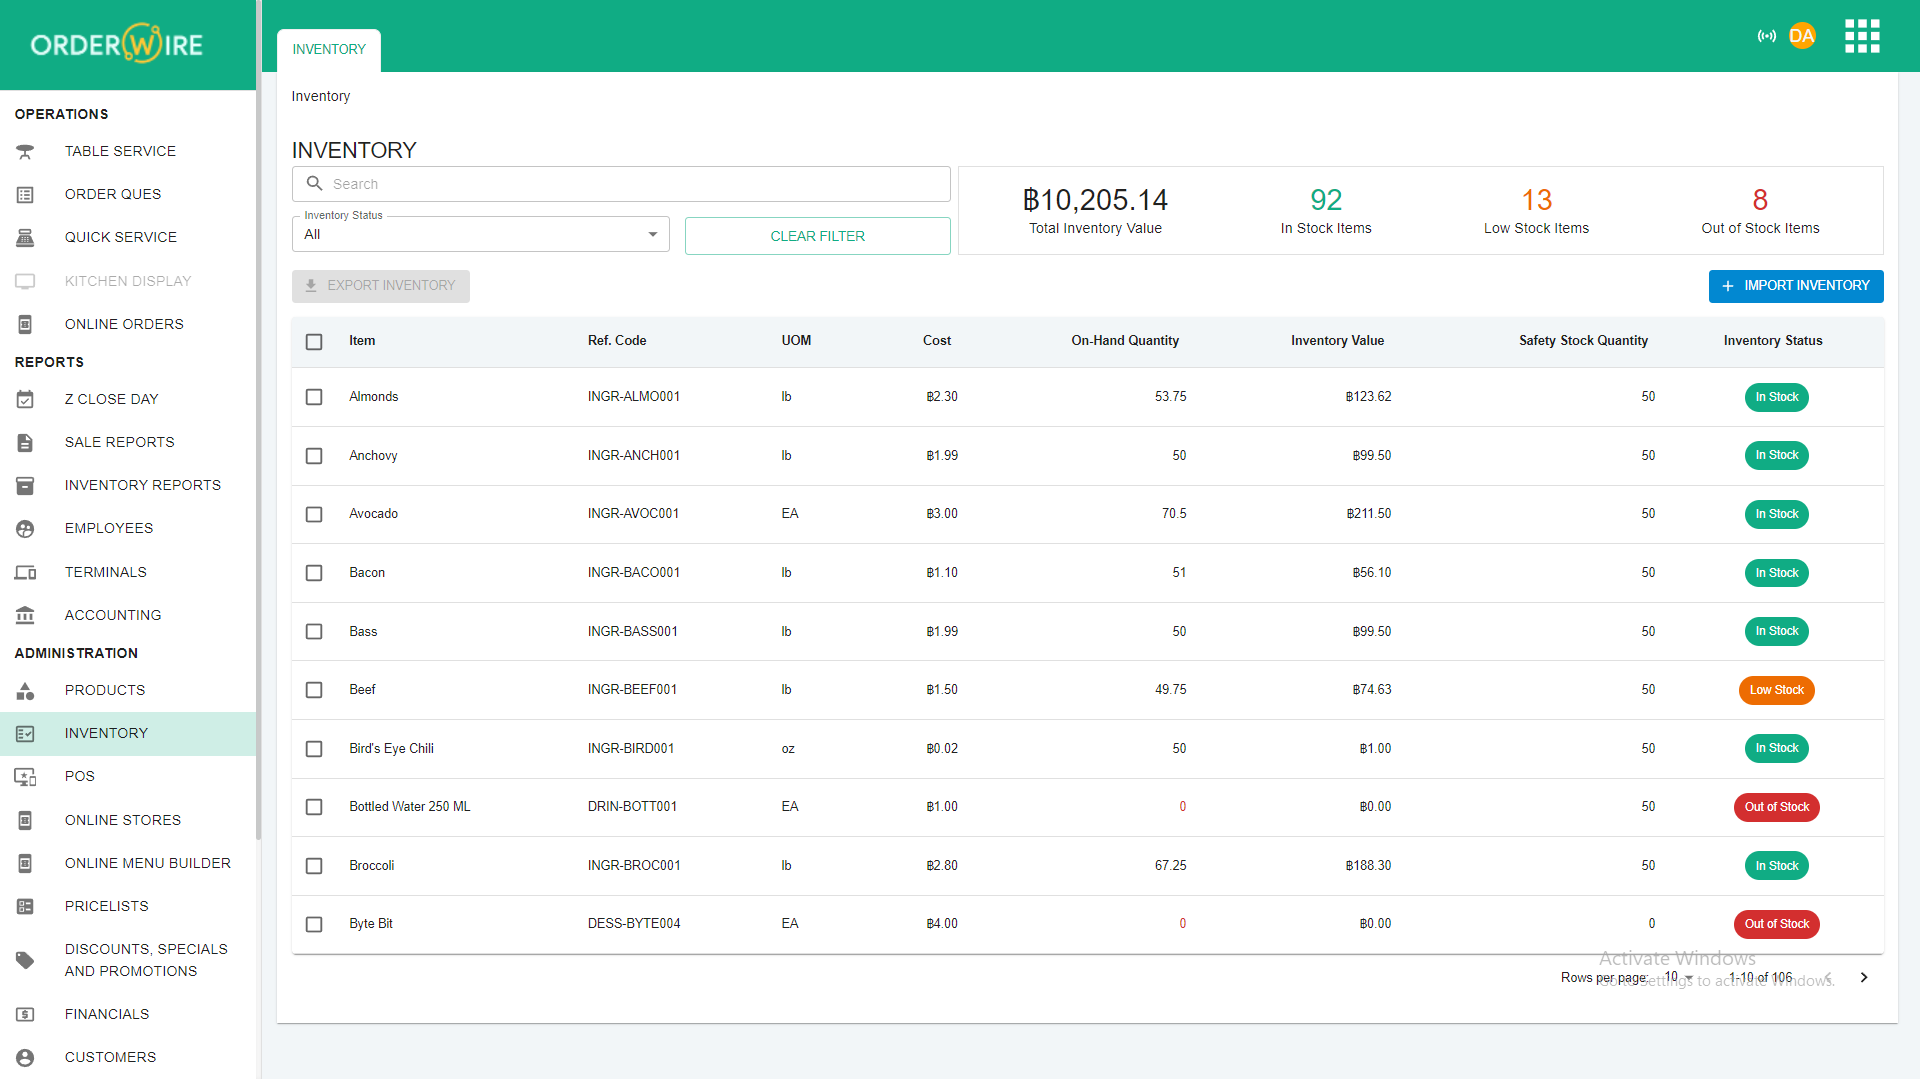 ORDERWIRE
OPERATIONS
TABLE SERVICE
ORDER QUES
QUICK SERVICE
KITCHEN DISPLAY
ONLINE ORDERS
REPORTS
Z CLOSE DAY
SALE REPORTS
INVENTORY REPORTS
EMPLOYEES
TERMINALS
ACCOUNTING
ADMINISTRATION
PRODUCTS
INVENTORY
POS
ONLINE STORES
ONLINE MENU BUILDER
PRICELISTS
DISCOUNTS, SPECIALS
AND PROMOTIONS
FINANCIALS
CUSTOMERS
INVENTORY
DA
Inventory
INVENTORY
Search
Inventory Status
All
CLEAR FILTER
฿10,205.14 92 13 8
Total Inventory Value In Stock Items Low Stock Items Out of Stock Items
EXPORT INVENTORY
+ IMPORT INVENTORY
Item Ref. Code UOM Cost On-Hand Quantity Inventory Value Safety Stock Quantity Inventory Status
Almonds INGR-ALMO001 lb ฿2.30 53.75 ฿123.62 50 In Stock
Anchovy INGR-ANCH001 lb ฿1.99 50 ฿99.50 50 In Stock
Avocado INGR-AVOC001 EA ฿3.00 70.5 ฿211.50 50 In Stock
Bacon INGR-BACO001 lb ฿1.10 51 ฿56.10 50 In Stock
Bass INGR-BASS001 lb ฿1.99 50 ฿99.50 50 In Stock
Beef INGR-BEEF001 lb ฿1.50 49.75 ฿74.63 50 Low Stock
Bird's Eye Chili INGR-BIRD001 oz ฿0.02 50 ฿1.00 50 In Stock
Bottled Water 250 ML DRIN-BOTT001 EA ฿1.00 0 ฿0.00 50 Out of Stock
Broccoli INGR-BROC001 lb ฿2.80 67.25 ฿188.30 50 In Stock
Byte Bit DESS-BYTE004 EA ฿4.00 0 ฿0.00 0 Out of Stock
Activate Windows
Go to Settings to activate Windows.
Rows per page: 10 1-10 of 106